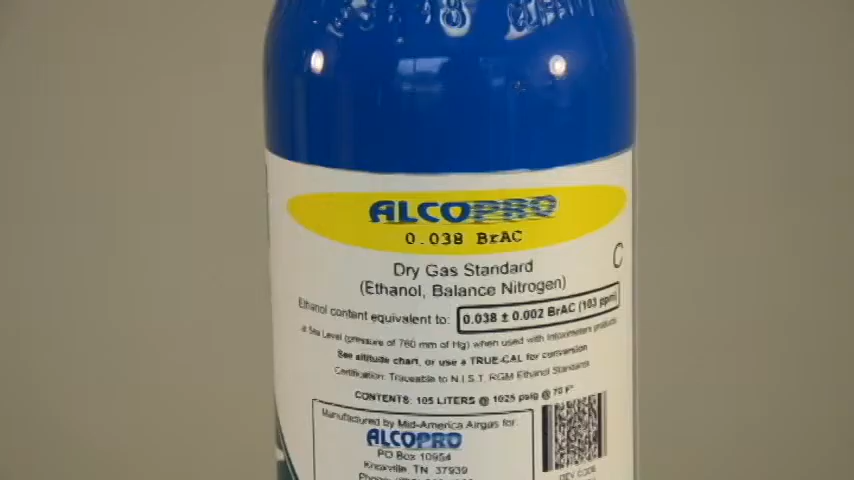 ALCOPRO
0.038 BrAC
C
Dry Gas Standard
(Ethanol, Balance Nitrogen)
Ethanol content equivalent to: 0.038 ± 0.002 BrAC (103 ppm)
at Sea Level (pressure of 760 mm of Hg) when used with Intoximeters products
See altitude chart, or use a TRUE-CAL for conversion
Certification: Traceable to N.I.S.T. RGM Ethanol Standards
CONTENTS: 105 LITERS @ 1025 psig @ 70 F°
Manufactured by Mid-America Airgas for:
ALCOPRO
PO Box 10954
Knoxville, TN 37939